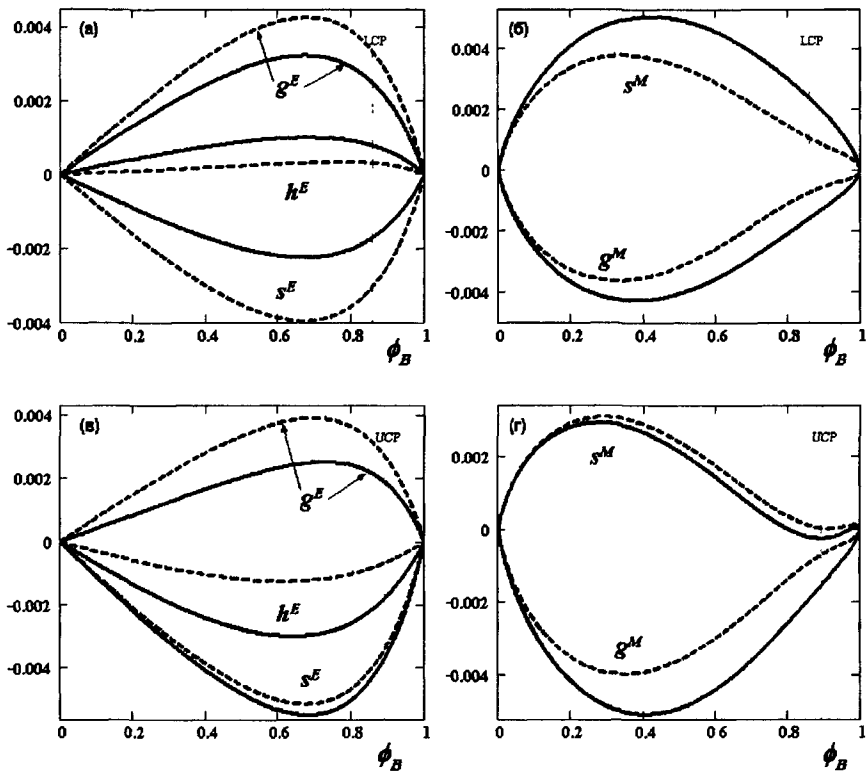 (а)
LCP
0.004
0.002
0
-0.002
-0.004
g^E
h^E
s^E
0 0.2 0.4 0.6 0.8 1
ϕ_B
(б)
LCP
0.004
0.002
0
-0.002
-0.004
s^M
g^M
0 0.2 0.4 0.6 0.8 1
ϕ_B
(в)
UCP
0.004
0.002
0
-0.002
-0.004
g^E
h^E
s^E
0 0.2 0.4 0.6 0.8 1
ϕ_B
(г)
UCP
0.002
0
-0.002
-0.004
s^M
g^M
0 0.2 0.4 0 6 0.8 1
ϕ_B